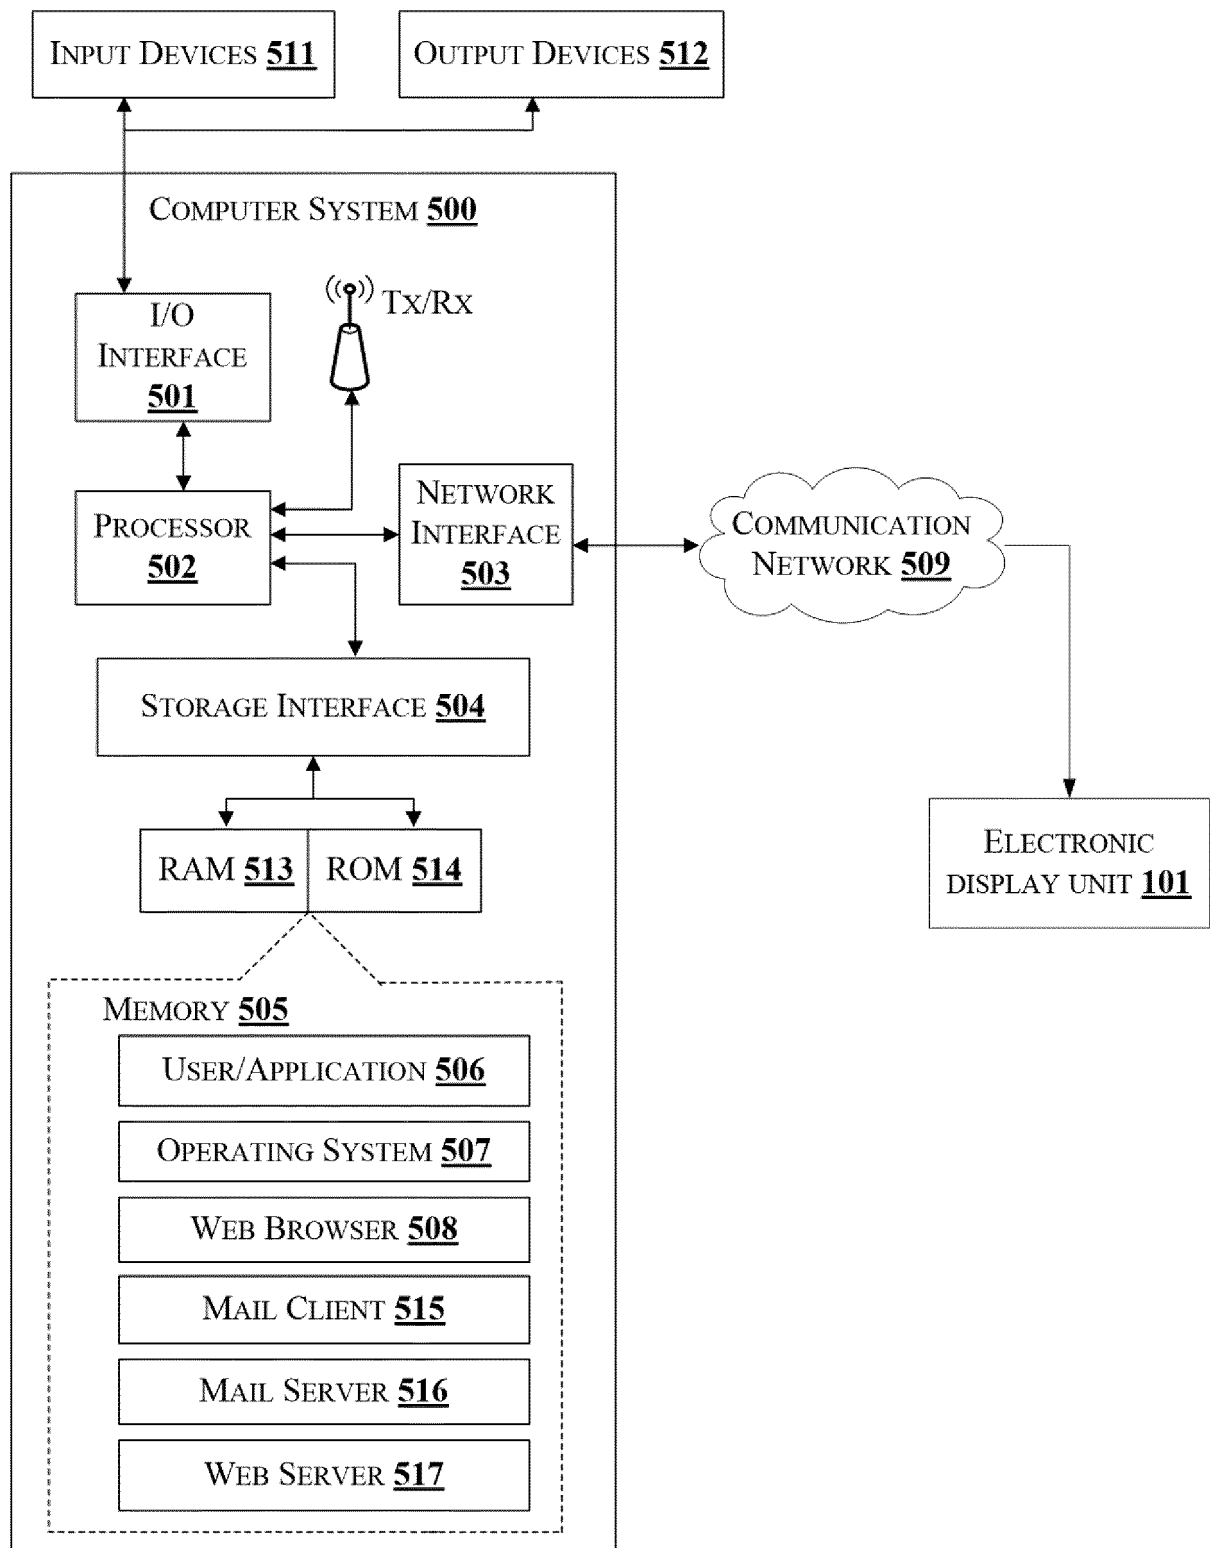 INPUT DEVICES 511
OUTPUT DEVICES 512
COMPUTER SYSTEM 500
I/O
INTERFACE
501
TX/RX
PROCESSOR
502
NETWORK
INTERFACE
503
COMMUNICATION
NETWORK 509
STORAGE INTERFACE 504
RAM 513
ROM 514
ELECTRONIC
DISPLAY UNIT 101
MEMORY 505
USER/APPLICATION 506
OPERATING SYSTEM 507
WEB BROWSER 508
MAIL CLIENT 515
MAIL SERVER 516
WEB SERVER 517